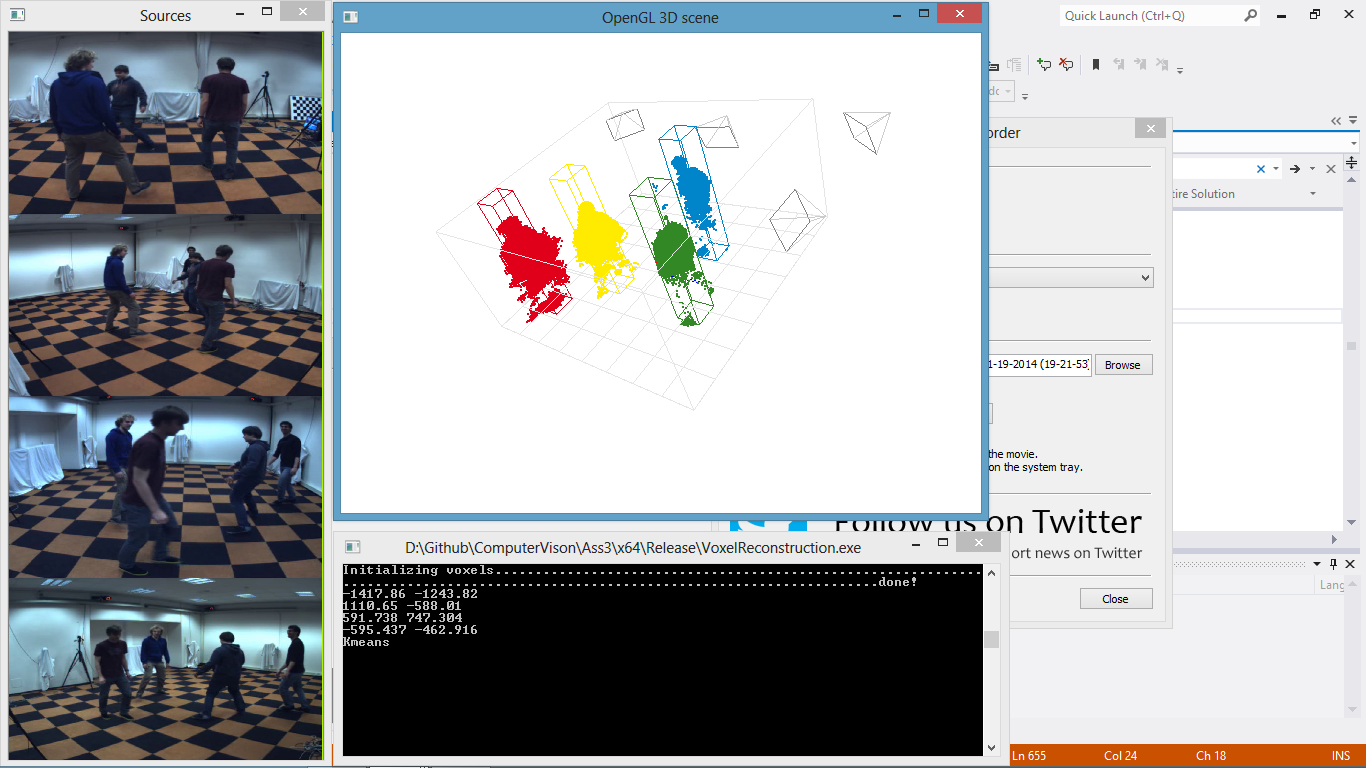 Sources
OpenGL 3D scene
Quick Launch (Ctrl+Q)
order
tire Solution
1-19-2014 (19-21-53)
Browse
the movie.
on the system tray.
Follow us on Twitter
ort news on Twitter
Close
Lang
D:\Github\ComputerVison\Ass3\x64\Release\VoxelReconstruction.exe
Initializing voxels................................................................................
...................................................................done!
-1417.86 -1243.82
1110.65 -588.01
591.738 747.304
-595.437 -462.916
Kmeans
Ln 655
Col 24
Ch 18
INS